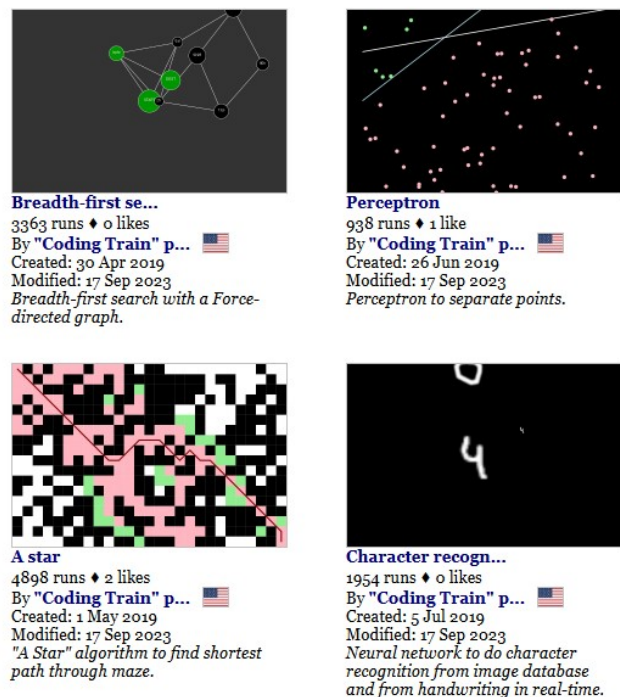 Breadth-first se...
3363 runs ♦ 0 likes
By "Coding Train" p...
Created: 30 Apr 2019
Modified: 17 Sep 2023
Breadth-first search with a Force-
directed graph.
Perceptron
938 runs ♦ 1 like
By "Coding Train" p...
Created: 26 Jun 2019
Modified: 17 Sep 2023
Perceptron to separate points.
A star
4898 runs ♦ 2 likes
By "Coding Train" p...
Created: 1 May 2019
Modified: 17 Sep 2023
"A Star" algorithm to find shortest
path through maze.
4
4
Character recogn...
1954 runs ♦ 0 likes
By "Coding Train" p...
Created: 5 Jul 2019
Modified: 17 Sep 2023
Neural network to do character
recognition from image database
and from handwriting in real-time.